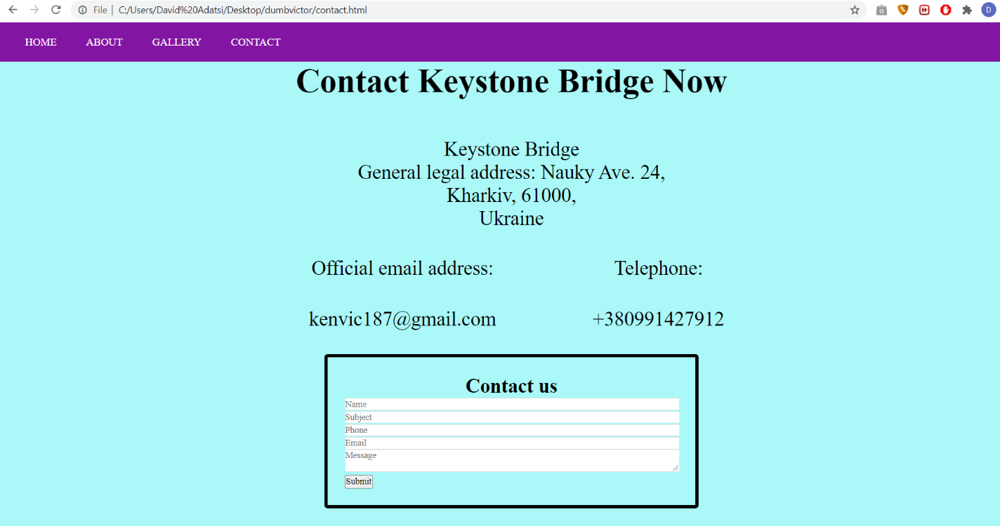 File | C:/Users/David%20Adatsi/Desktop/dumbvictor/contact.html
D
HOME ABOUT GALLERY CONTACT
Contact Keystone Bridge Now
Keystone Bridge
General legal address: Nauky Ave. 24,
Kharkiv, 61000,
Ukraine
Official email address: Telephone:
kenvic187@gmail.com +380991427912
Contact us
Name
Subject
Phone
Email
Message
Submit